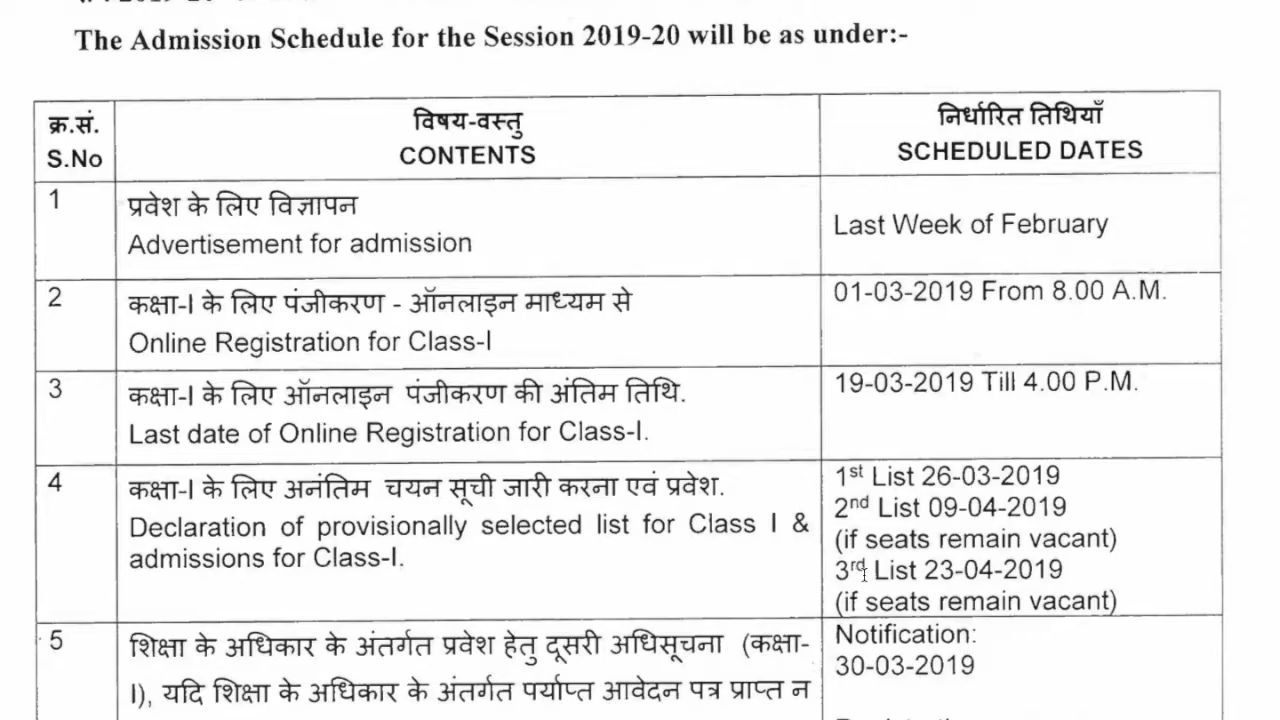 The Admission Schedule for the Session 2019-20 will be as under:-
क्र.सं.
S.No
विषय-वस्तु
CONTENTS
निर्धारित तिथियाँ
SCHEDULED DATES
1
प्रवेश के लिए विज्ञापन
Advertisement for admission
Last Week of February
2
कक्षा-I के लिए पंजीकरण - ऑनलाइन माध्यम से
Online Registration for Class-I
01-03-2019 From 8.00 A.M.
3
कक्षा-I के लिए ऑनलाइन पंजीकरण की अंतिम तिथि.
Last date of Online Registration for Class-I.
19-03-2019 Till 4.00 P.M.
4
कक्षा-I के लिए अनंतिम चयन सूची जारी करना एवं प्रवेश.
Declaration of provisionally selected list for Class I &
admissions for Class-I.
1st List 26-03-2019
2nd List 09-04-2019
(if seats remain vacant)
3rd List 23-04-2019
(if seats remain vacant)
5
शिक्षा के अधिकार के अंतर्गत प्रवेश हेतु दूसरी अधिसूचना (कक्षा-
I), यदि शिक्षा के अधिकार के अंतर्गत पर्याप्त आवेदन पत्र प्राप्त न
Notification:
30-03-2019